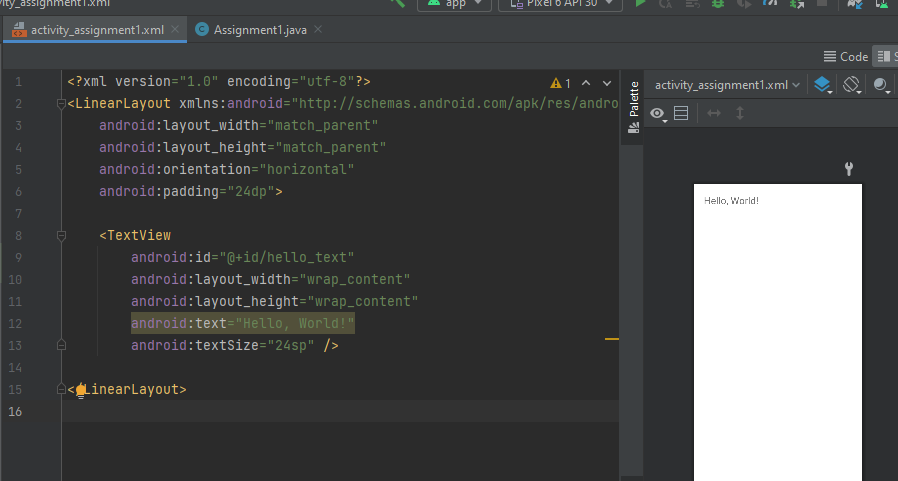 activity_assignment1.xml
app
Pixel 6 API 30
activity_assignment1.xml
Assignment1.java
Code
1 <?xml version="1.0" encoding="utf-8"?>
1
2 <LinearLayout xmlns:android="http://schemas.android.com/apk/res/andro
3 android:layout_width="match_parent"
4 android:layout_height="match_parent"
5 android:orientation="horizontal"
6 android:padding="24dp">
7
8 <TextView
9 android:id="@+id/hello_text"
10 android:layout_width="wrap_content"
11 android:layout_height="wrap_content"
12 android:text="Hello, World!"
13 android:textSize="24sp" />
14
15 <LinearLayout>
16
Palette
activity_assignment1.xml
Hello, World!